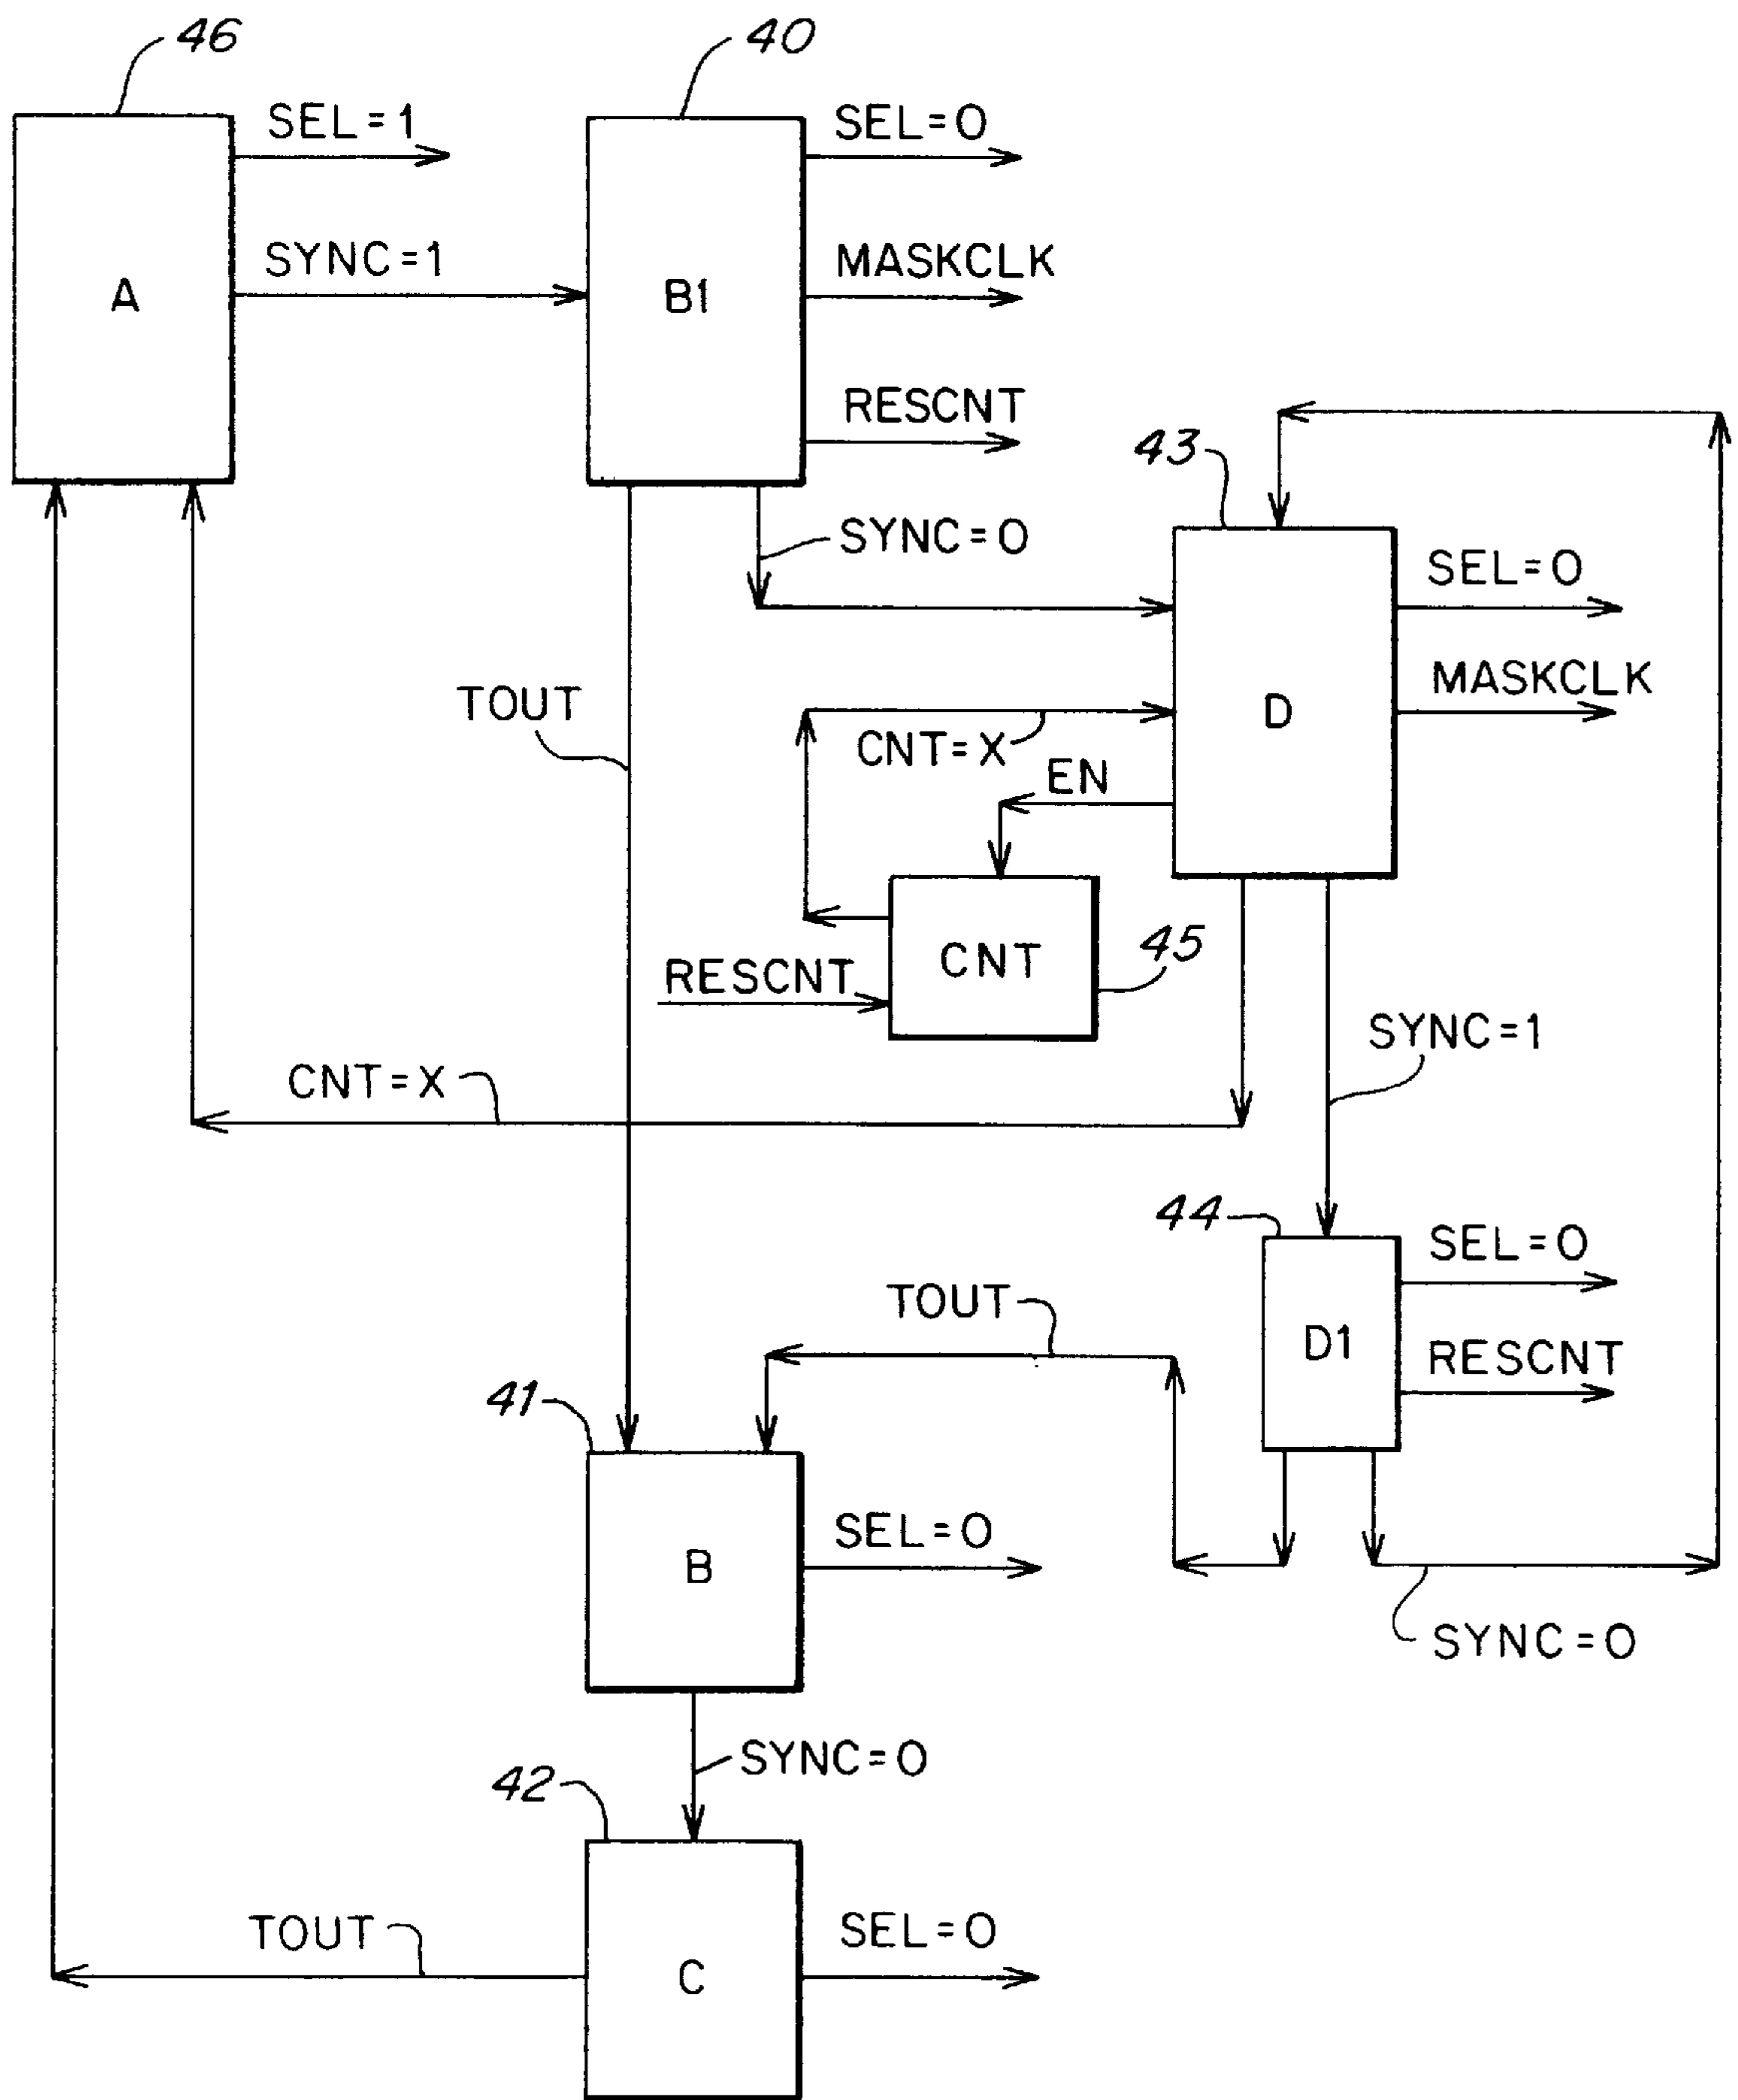 46
40
SEL=1
SEL=0
SYNC=1
MASKCLK
A
B1
RESCNT
43
SYNC=0
SEL=0
MASKCLK
TOUT
D
CNT=X
EN
CNT
45
RESCNT
SYNC=1
CNT=X
44
SEL=0
TOUT
D1
RESCNT
41
SEL=0
B
SYNC=0
SYNC=0
42
TOUT
SEL=0
C